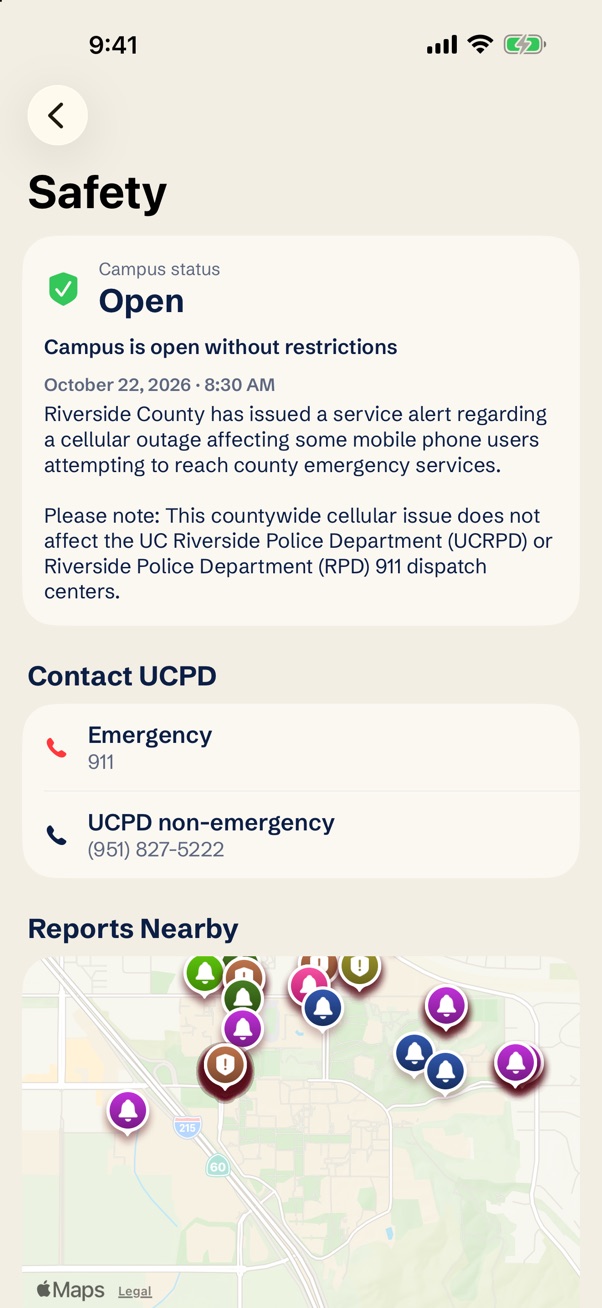 9:41
Safety
Campus status
Open
Campus is open without restrictions
October 22, 2026 · 8:30 AM
Riverside County has issued a service alert regarding
a cellular outage affecting some mobile phone users
attempting to reach county emergency services.
Please note: This countywide cellular issue does not
affect the UC Riverside Police Department (UCRPD) or
Riverside Police Department (RPD) 911 dispatch
centers.
Contact UCPD
Emergency
911
UCPD non-emergency
(951) 827-5222
Reports Nearby
215
60
Maps Legal